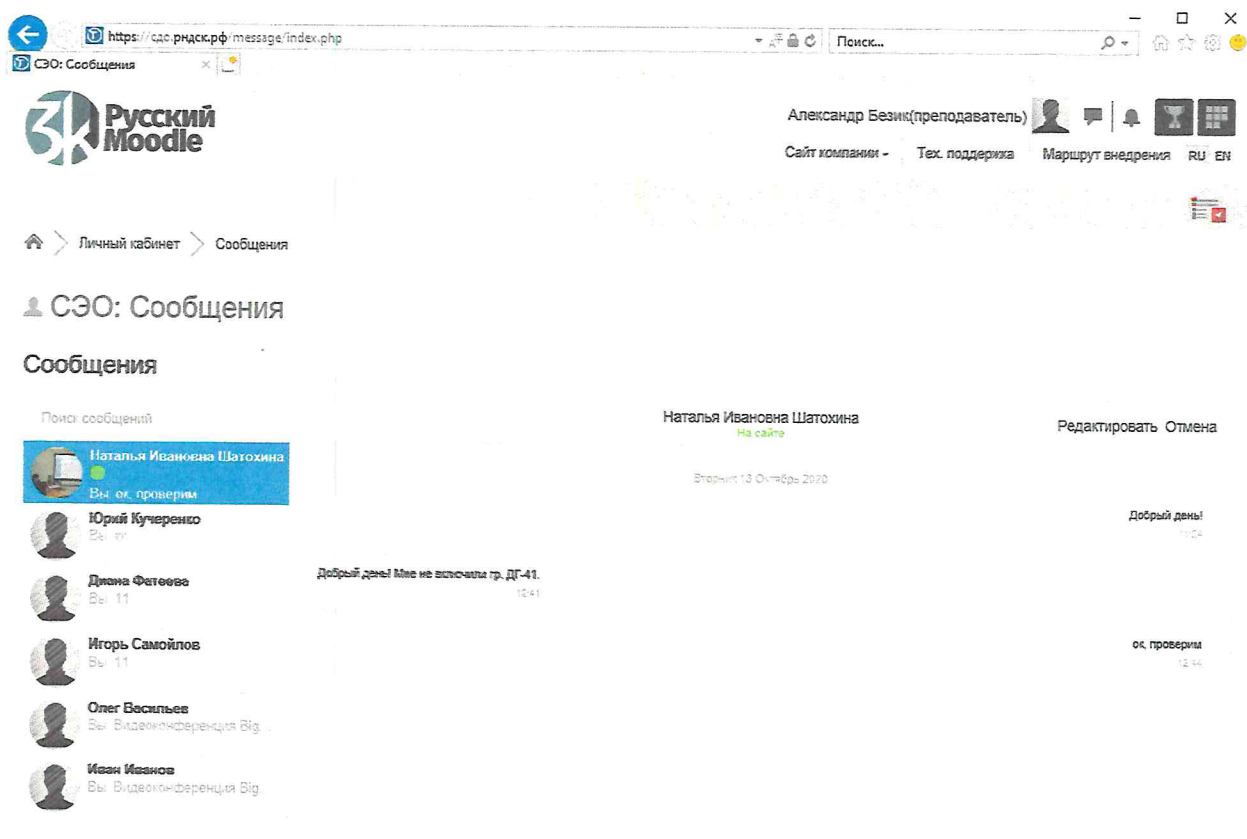 https://сдо.рндск.рф/message/index.php
Поиск...
СЭО: Сообщения
3k Русский
Moodle
Александр Безик(преподаватель)
Сайт компании
Тех. поддержка
Маршрут внедрения
RU EN
Личный кабинет
Сообщения
СЭО: Сообщения
Сообщения
Поиск сообщений
Наталья Ивановна Шатохина
Вы: ок, проверим
Юрий Кучеренко
Вы:
Диана Фатеева
Вы: 11
Игорь Самойлов
Вы: 11
Олег Васильев
Вы: Видеоконференция Big...
Иван Иванов
Вы: Видеоконференция Big
Наталья Ивановна Шатохина
На сайте
Редактировать Отмена
Вторник 13 Октябрь 2020
Добрый день!
11:24
Добрый день! Мне не включили гр. ДГ-41.
12:41
ок, проверим
12:44